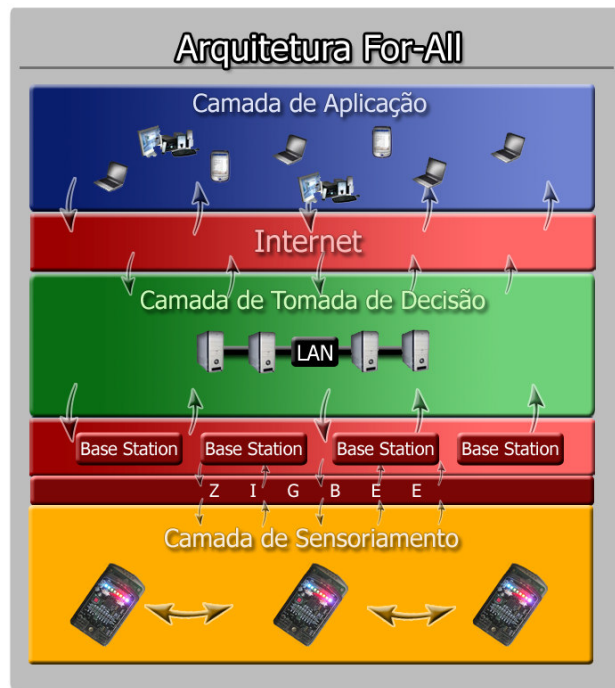 Arquitetura For-All
Camada de Aplicação
Internet
Camada de Tomada de Decisão
LAN
Base Station Base Station Base Station Base Station
Z I G B E E
Camada de Sensoriamento